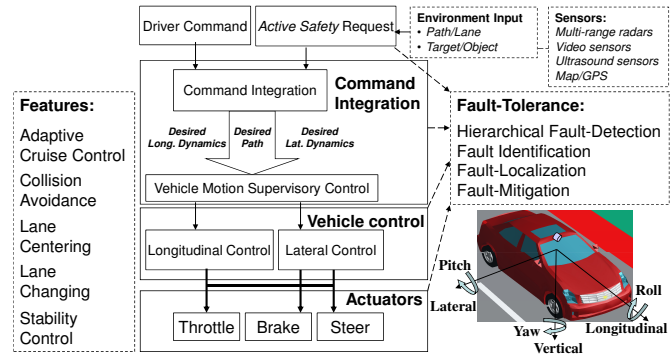 Driver Command
Active Safety Request
Environment Input
• Path/Lane
• Target/Object
Sensors:
Multi-range radars
Video sensors
Ultrasound sensors
Map/GPS
Command
Integration
Command Integration
Desired
Long. Dynamics
Desired
Path
Desired
Lat. Dynamics
Vehicle Motion Supervisory Control
Features:
Adaptive
Cruise Control
Collision
Avoidance
Lane
Centering
Lane
Changing
Stability
Control
Fault-Tolerance:
Hierarchical Fault-Detection
Fault Identification
Fault-Localization
Fault-Mitigation
Vehicle control
Longitudinal Control
Lateral Control
Actuators
Throttle
Brake
Steer
Pitch
Lateral
Roll
Longitudinal
Yaw
Vertical